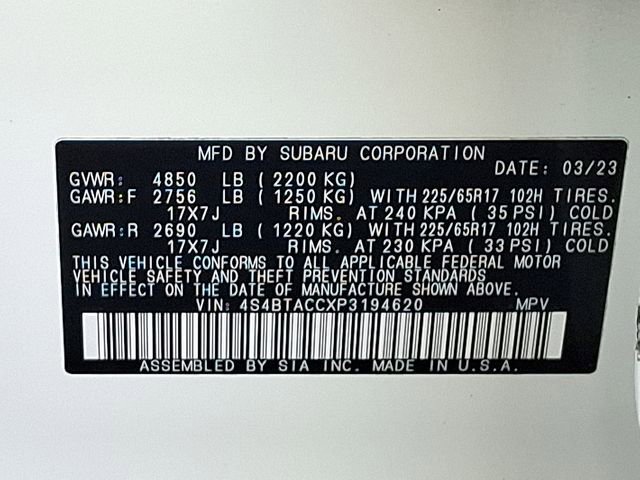 MFD BY SUBARU CORPORATION
DATE: 03/23
GVWR: 4850 LB (2200 KG)
GAWR:F 2756 LB (1250 KG) WITH 225/65R17 102H TIRES.
17X7J RIMS. AT 240 KPA (35 PSI) COLD
GAWR:R 2690 LB (1220 KG) WITH 225/65R17 102H TIRES.
17X7J RIMS. AT 230 KPA (33 PSI) COLD
THIS VEHICLE CONFORMS TO ALL APPLICABLE FEDERAL MOTOR
VEHICLE SAFETY AND THEFT PREVENTION STANDARDS
IN EFFECT ON THE DATE OF MANUFACTURE SHOWN ABOVE.
VIN: 4S4BTACCXP3194620 MPV
ASSEMBLED BY SIA INC. MADE IN U.S.A.